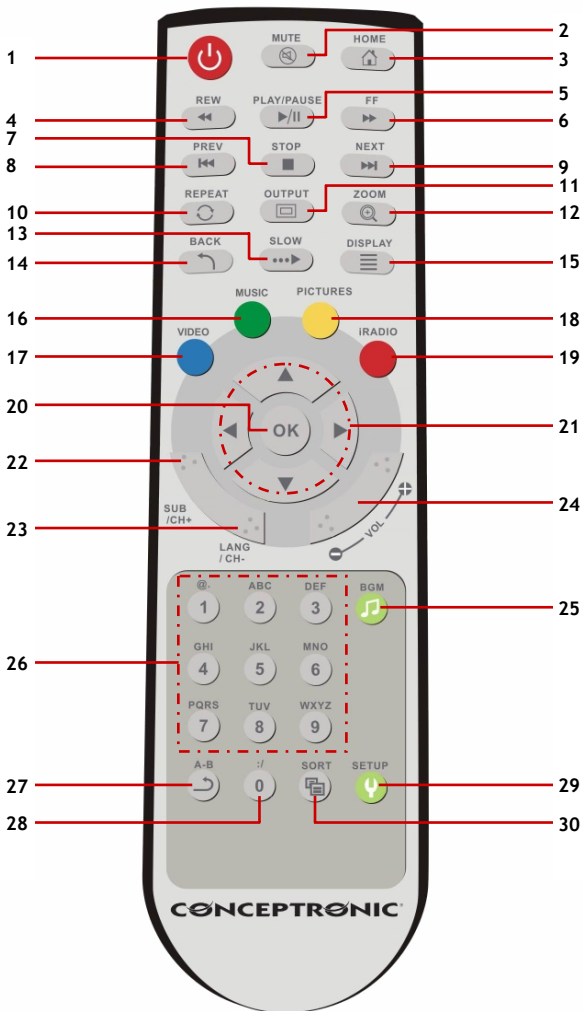 MUTE
HOME
2
1
3
REW
PLAY/PAUSE
FF
5
4
6
7
PREV
STOP
NEXT
8
9
REPEAT
OUTPUT
ZOOM
11
10
12
13
BACK
SLOW
DISPLAY
14
15
MUSIC
PICTURES
16
18
VIDEO
iRADIO
17
19
20
OK
21
22
SUB
/CH+
24
23
VOL
LANG
/ CH-
@.
ABC
DEF
BGM
1
2
3
25
GHI
JKL
MNO
26
4
5
6
PQRS
TUV
WXYZ
7
8
9
A-B
:/
SORT
SETUP
27
0
29
28
30
CONCEPTRONIC